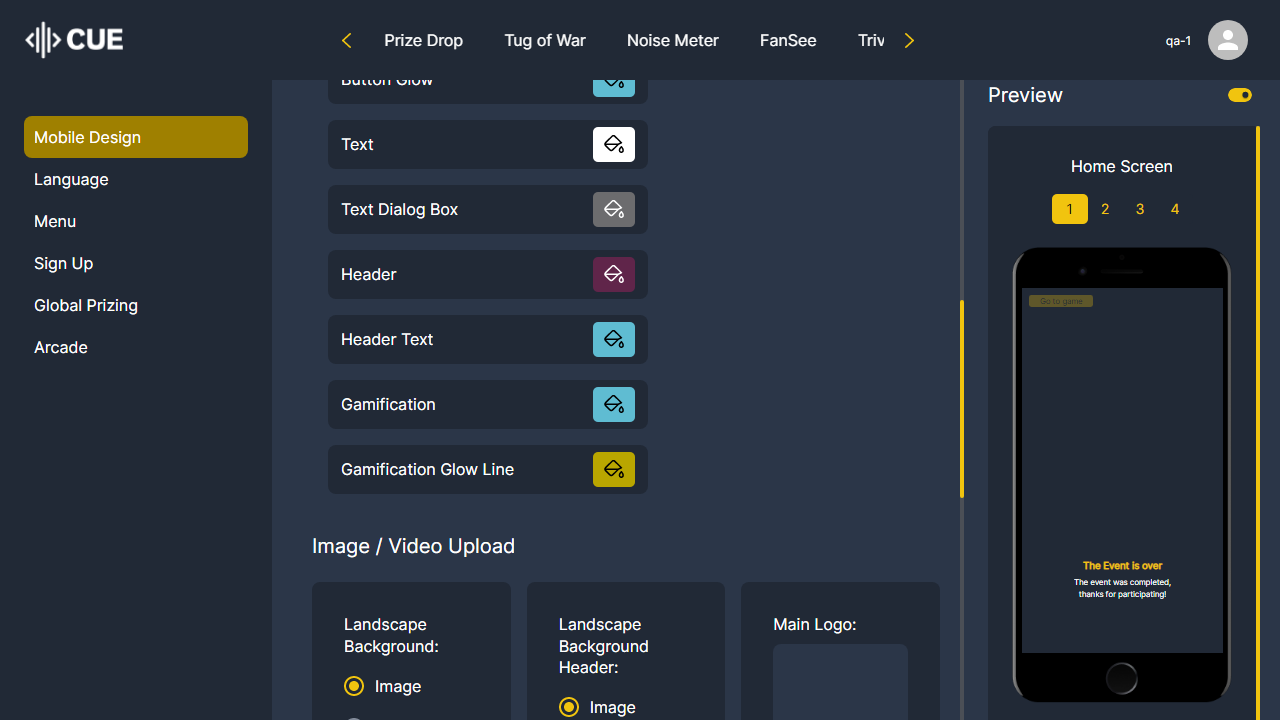 CUE
Prize Drop
Tug of War
Noise Meter
FanSee
Triv
qa-1
Mobile Design
Language
Menu
Sign Up
Global Prizing
Arcade
Button Glow
Text
Text Dialog Box
Header
Header Text
Gamification
Gamification Glow Line
Image / Video Upload
Landscape
Background:
Image
Landscape
Background
Header:
Image
Main Logo:
Preview
Home Screen
1 2 3 4
Go to game
The Event is over
The event was completed,
thanks for participating!